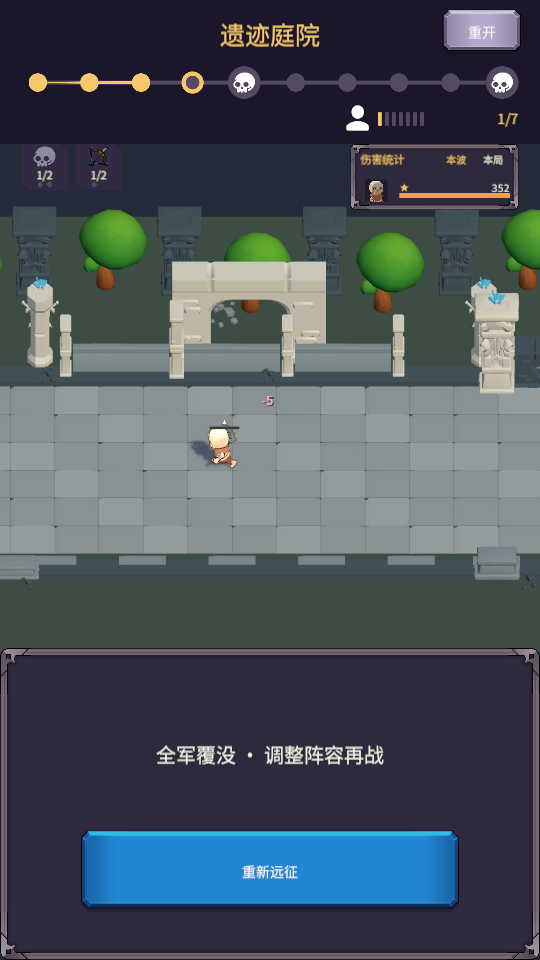 遗迹庭院
重开
1/7
1/2
1/2
伤害统计 本波 本局
352
-5
全军覆没 · 调整阵容再战
重新远征